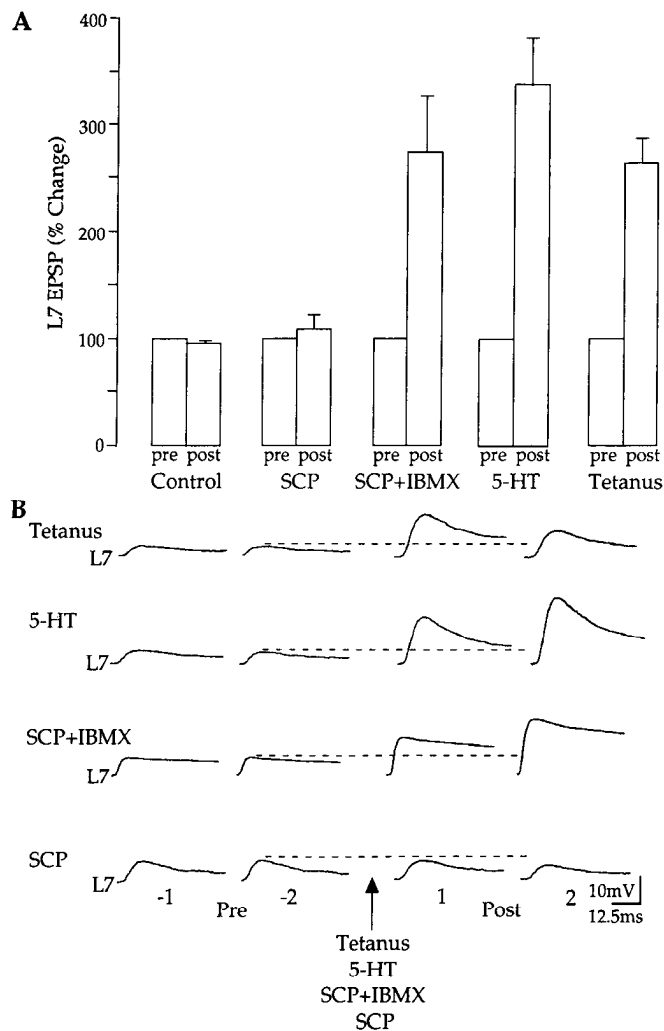 A
L7 EPSP (% Change)
400
300
200
100
0
pre post pre post pre post pre post pre post
Control SCP SCP+IBMX 5-HT Tetanus
B
Tetanus
L7
5-HT
L7
SCP+IBMX
L7
SCP
L7
-1 -2 1 2 10mV
Pre Post 12.5ms
Tetanus
5-HT
SCP+IBMX
SCP